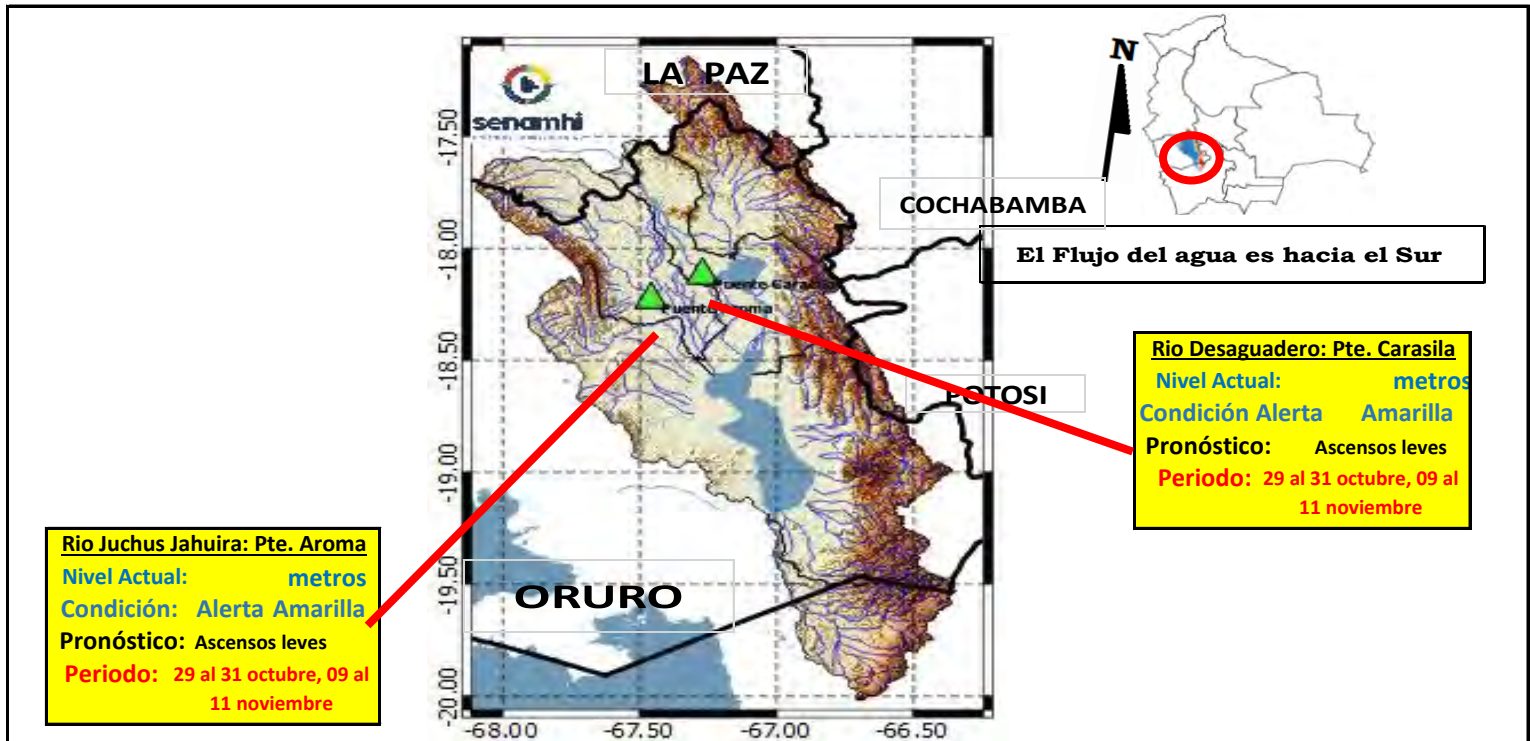 LA PAZ
senamhi
N
COCHABAMBA
El Flujo del agua es hacia el Sur
-17.50
-18.00
-18.50
-19.00
-19.50
-20.00
Puente
Puente
POTOSI
ORURO
Rio Desaguadero: Pte. Carasila
Nivel Actual: metros
Condición Alerta Amarilla
Pronóstico: Ascensos leves
Periodo: 29 al 31 octubre, 09 al
11 noviembre
Rio Juchus Jahuira: Pte. Aroma
Nivel Actual: metros
Condición: Alerta Amarilla
Pronóstico: Ascensos leves
Periodo: 29 al 31 octubre, 09 al
11 noviembre
-68.00 -67.50 -67.00 -66.50